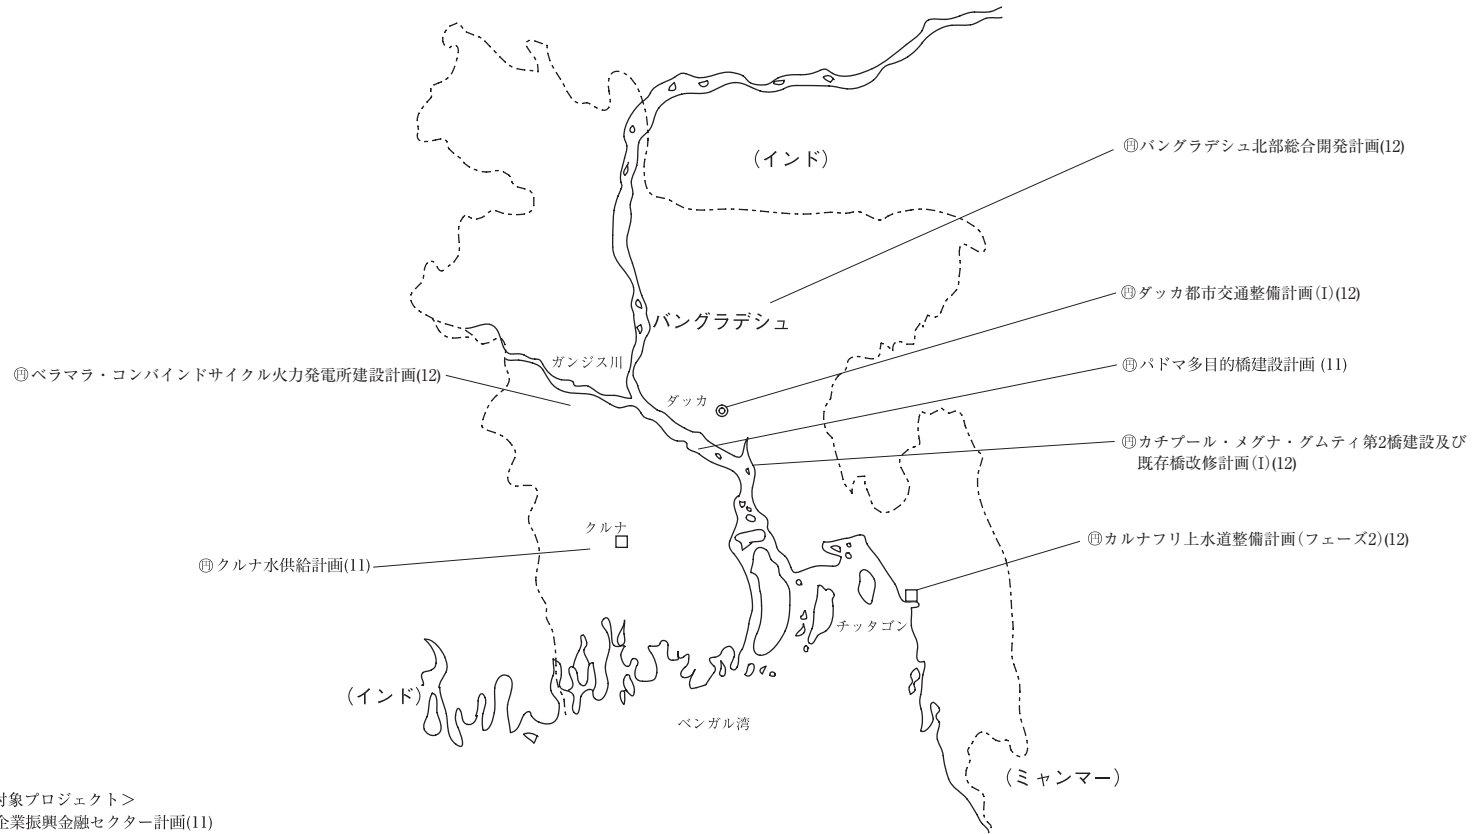 (インド)
㊐バングラデシュ北部総合開発計画(12)
㊐ダッカ都市交通整備計画(I)(12)
バングラデシュ
ガンジス川
㊐パドマ多目的橋建設計画 (11)
㊐ベラマラ・コンバインドサイクル火力発電所建設計画(12)
ダッカ
㊐カチプール・メグナ・グムティ第2橋建設及び
既存橋改修計画(I)(12)
クルナ
㊐カルナフリ上水道整備計画(フェーズ2)(12)
㊐クルナ水供給計画(11)
チッタゴン
(インド)
ベンガル湾
(ミャンマー)
対象プロジェクト＞
企業振興金融セクター計画(11)